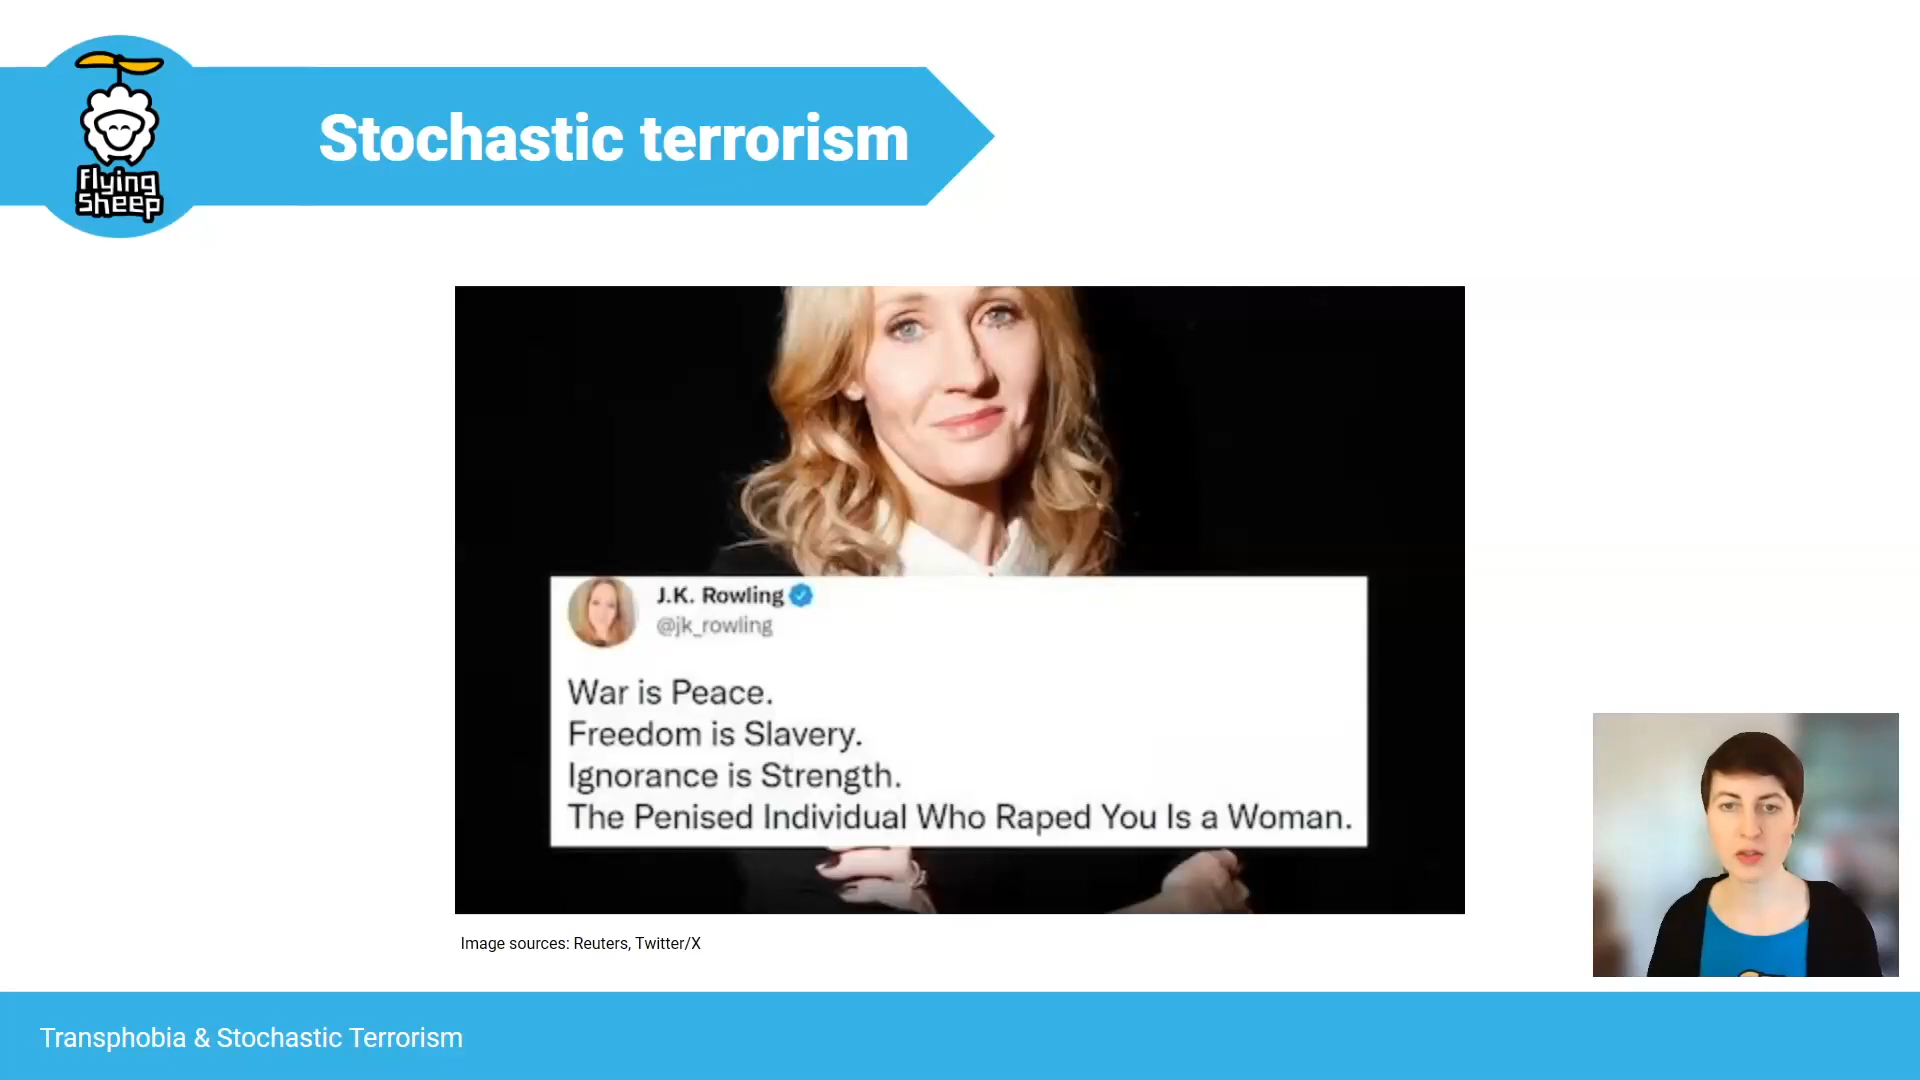 Flying
Sheep
Stochastic terrorism
J.K. Rowling
@jk_rowling
War is Peace.
Freedom is Slavery.
Ignorance is Strength.
The Penised Individual Who Raped You Is a Woman.
Image sources: Reuters, Twitter/X
Transphobia & Stochastic Terrorism